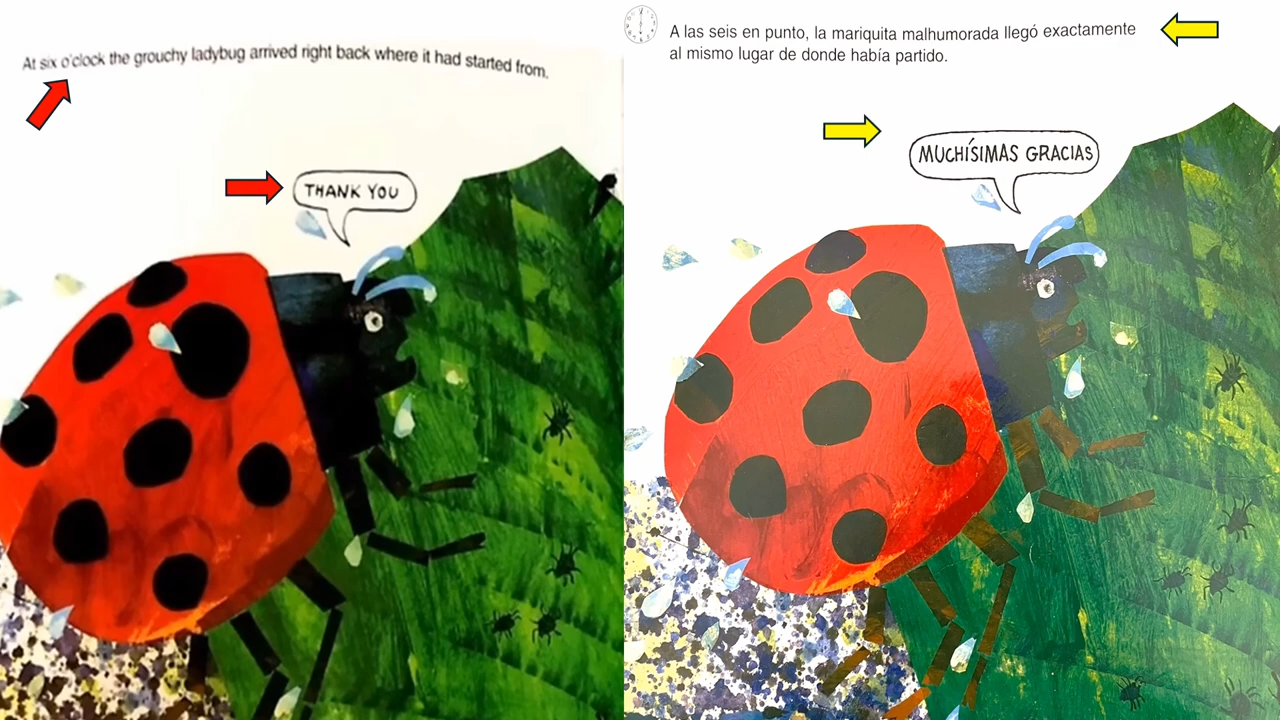 At six o'clock the grouchy ladybug arrived right back where it had started from.
THANK YOU
A las seis en punto, la mariquita malhumorada llegó exactamente
al mismo lugar de donde había partido.
MUCHÍSIMAS GRACIAS